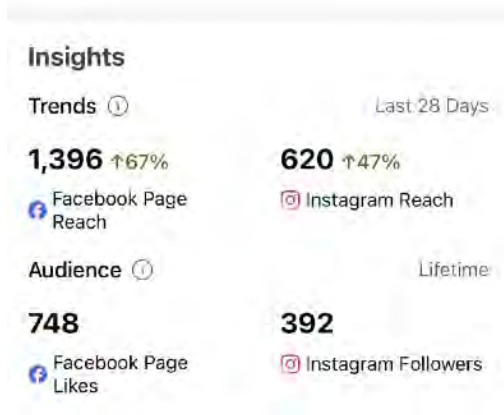 Insights
Trends Last 28 Days
1,396 ↑67% 620 ↑47%
Facebook Page Reach Instagram Reach
Audience Lifetime
748 392
Facebook Page Likes Instagram Followers